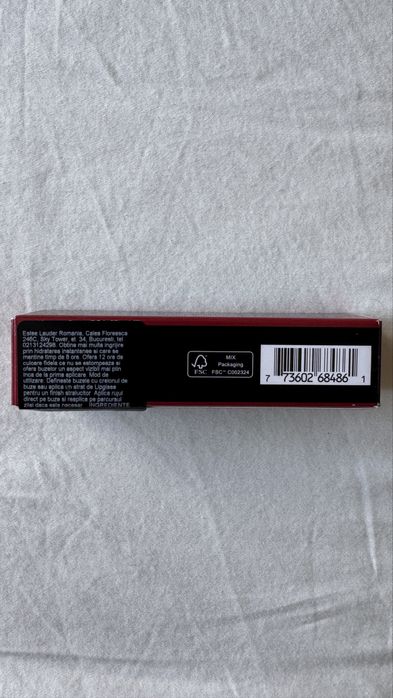 Estee Lauder Romania, Calea Floreasca
246C, Sky Tower, et. 34, Bucuresti, tel
0213124298. Obtine mai multa ingrijire
prin hidratarea instantanee si care se
mentine timp de 8 ore. Ofera 12 ore de
culoare fidela ce nu se estompeaza si
ofera buzelor un aspect vizibil mai plin
inca de la prima aplicare. Mod de
utilizare: Defineste buzele cu creionul de
buze sau aplica un strat de Lipglass
pentru un finish stralucitor. Aplica rujul
direct pe buze si reaplica pe parcursul
zilei daca este necesar. INGREDIENTE
FSC
MIX
Packaging
FSC™ C002324
7 73602 68486 1